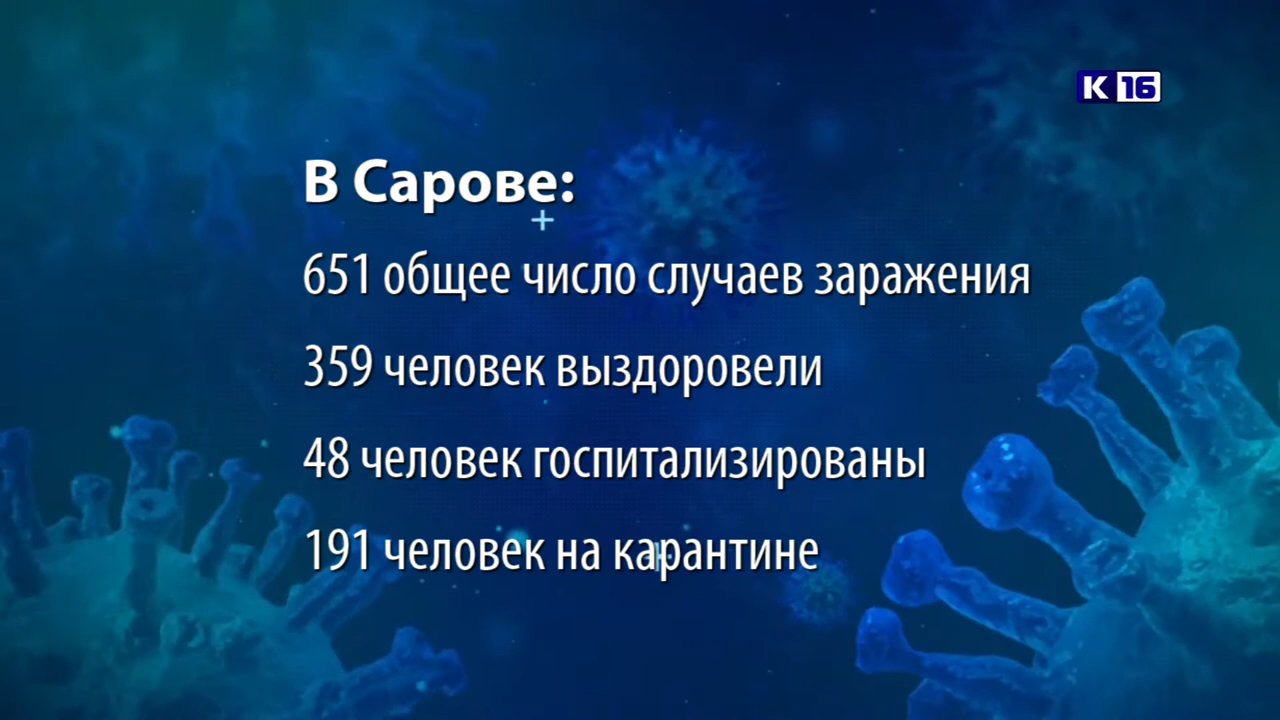 К 16
В Сарове:
651 общее число случаев заражения
359 человек выздоровели
48 человек госпитализированы
191 человек на карантине